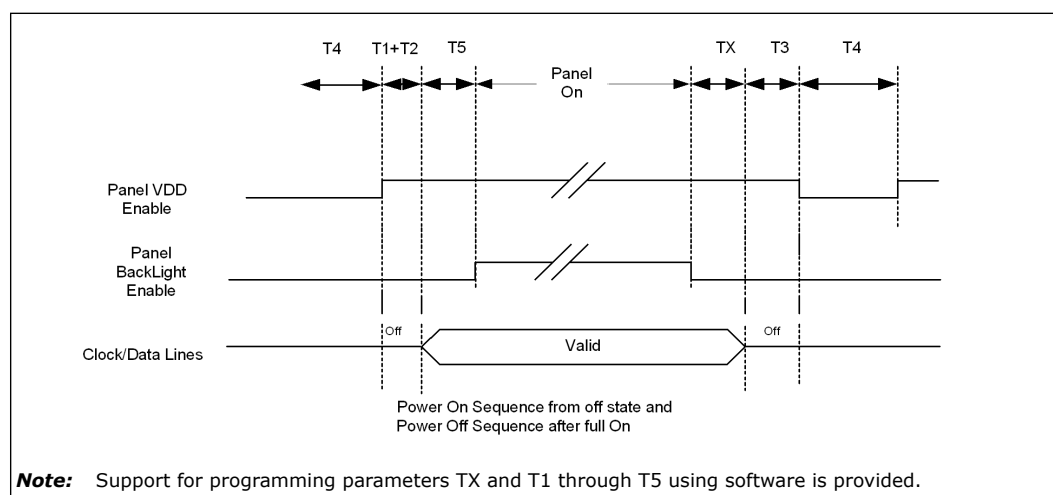 T4 T1+T2 T5 TX T3 T4
Panel
On
Panel VDD
Enable
Panel
BackLight
Enable
Off Off
Clock/Data Lines Valid
Power On Sequence from off state and
Power Off Sequence after full On
Note: Support for programming parameters TX and T1 through T5 using software is provided.